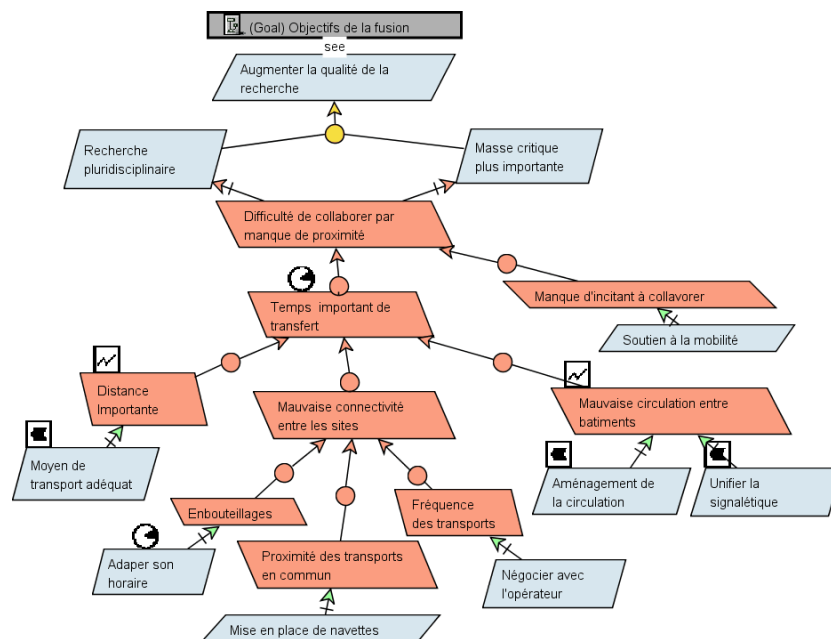 (Goal) Objectifs de la fusion
see
Augmenter la qualité de la
recherche
Recherche
pluridisciplinaire
Masse critique
plus importante
Difficulté de collaborer par
manque de proximité
Temps important de
transfert
Manque d'incitant à collavorer
Soutien à la mobilité
Distance
Importante
Mauvaise connectivité
entre les sites
Mauvaise circulation entre
batiments
Moyen de
transport adéquat
Aménagement de
la circulation
Unifier la
signalétique
Enbouteillages
Fréquence
des transports
Adaper son
horaire
Proximité des transports
en commun
Négocier avec
l'opérateur
Mise en place de navettes